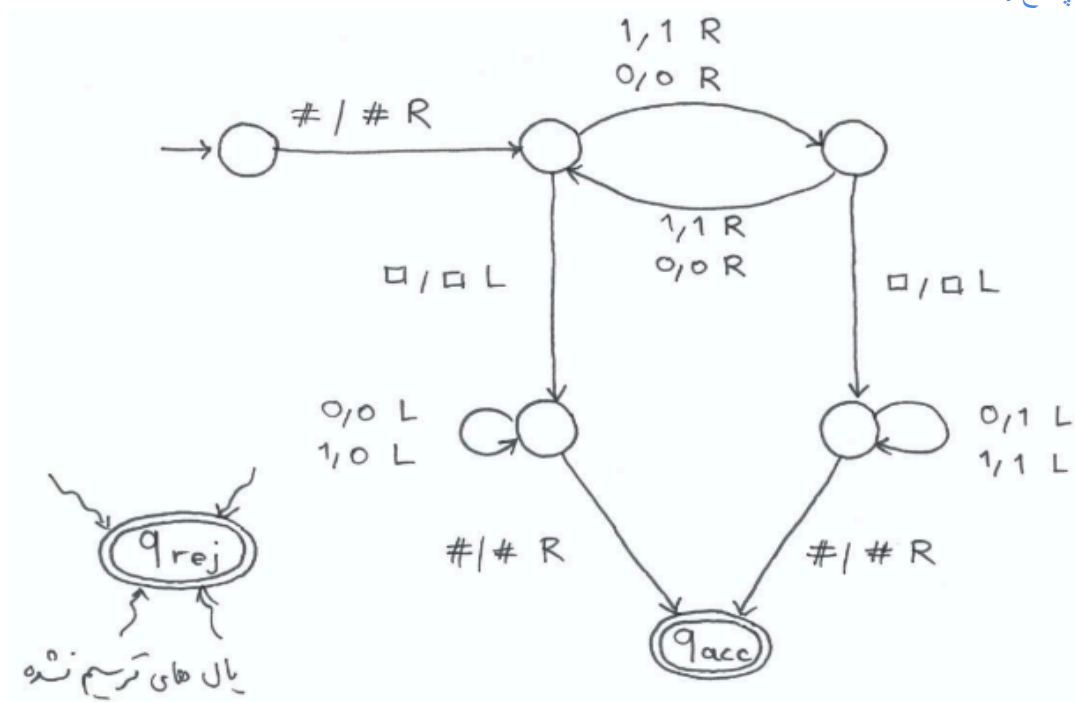 1,1 R
0,0 R
#/# R
1,1 R
0,0 R
□/□ L
□/□ L
0,0 L
1,0 L
0,1 L
1,1 L
#/# R
#/# R
qrej
qacc
یال های ترسیم نشده